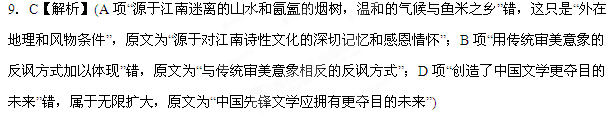 9．C【解析】(A 项“源于江南迷离的山水和氤氲的烟树，温和的气候与鱼米之乡”错，这只是“外在
地理和风物条件”，原文为“源于对江南诗性文化的深切记忆和感恩情怀”；B 项“用传统审美意象的
反讽方式加以体现”错，原文为“与传统审美意象相反的反讽方式”；D 项“创造了中国文学更夺目的
未来”错，属于无限扩大，原文为“中国先锋文学应拥有更夺目的未来”)